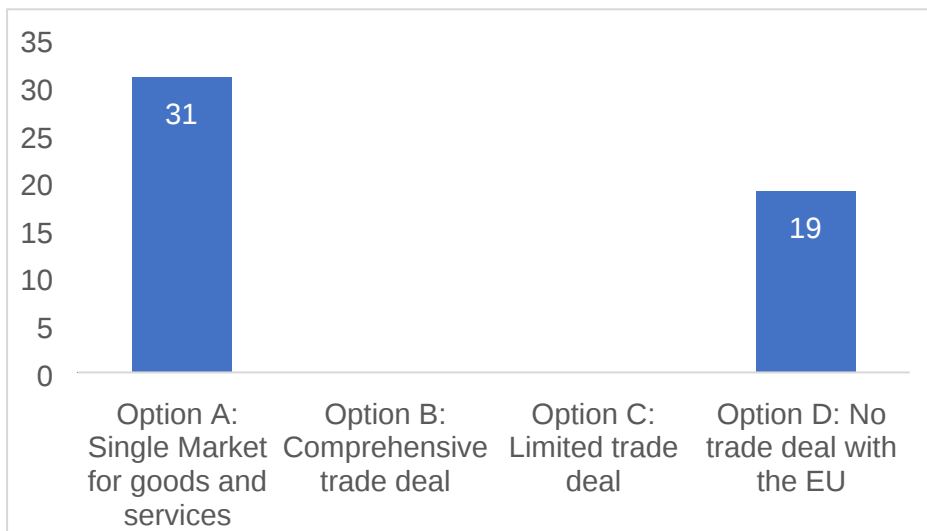 35
30
25
20
15
10
5
0
31
19
Option A:
Single Market
for goods and
services
Option B:
Comprehensive
trade deal
Option C:
Limited trade
deal
Option D: No
trade deal with
the EU